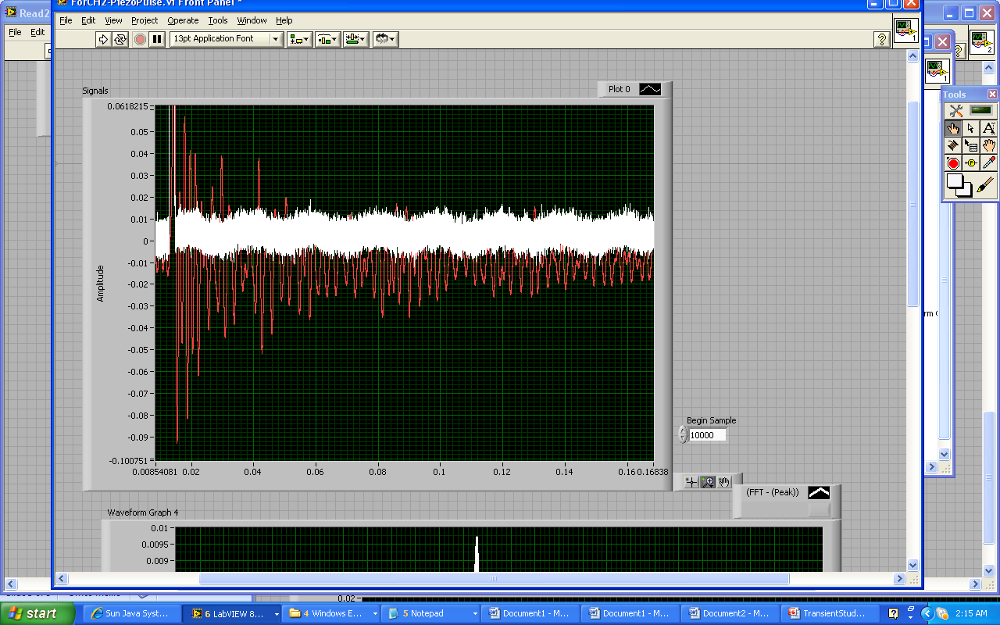 Read2
File Edit
ForCH2-PiezoPulse.vi Front Panel *
File Edit View Project Operate Tools Window Help
13pt Application Font
?
1
2
?
1
Tools
Signals
Plot 0
Amplitude
0.0618215
0.05
0.04
0.03
0.02
0.01
0
-0.01
-0.02
-0.03
-0.04
-0.05
-0.06
-0.07
-0.08
-0.09
-0.100751
0.00854081 0.02 0.04 0.06 0.08 0.1 0.12 0.14 0.16 0.16838
Begin Sample
10000
(FFT - (Peak))
Waveform Graph 4
0.01
0.0095
0.009
0.02
start
Sun Java Syst...
6 LabVIEW 8...
4 Windows E...
5 Notepad
Document1 - M...
Document1 - M...
Document2 - M...
TransientStud...
2:15 AM